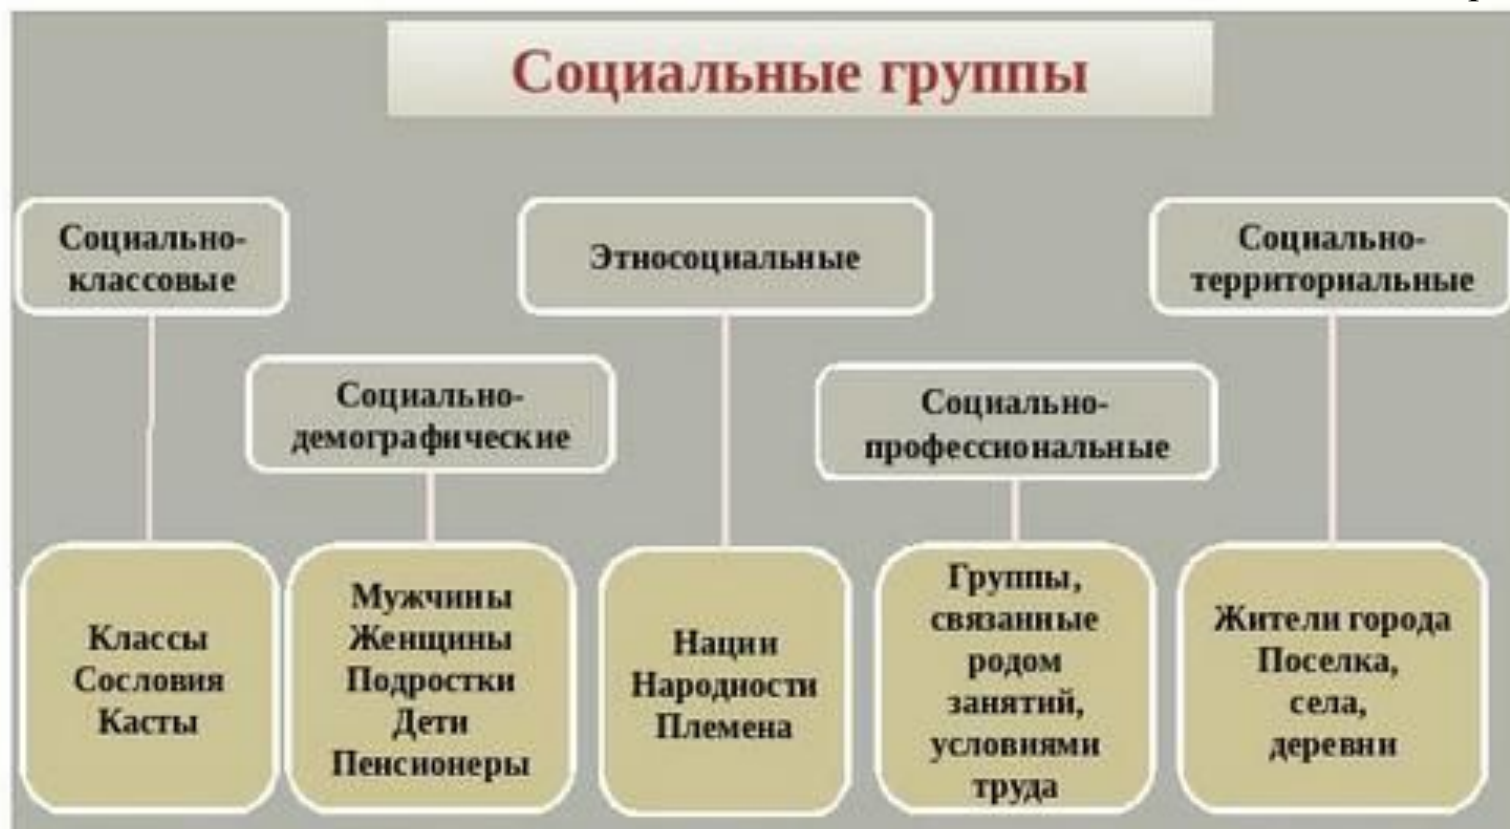 Социальные группы
Социально-
классовые
Этносоциальные
Социально-
территориальные
Социально-
демографические
Социально-
профессиональные
Классы
Сословия
Касты
Мужчины
Женщины
Подростки
Дети
Пенсионеры
Нации
Народности
Племена
Группы,
связанные
родом
занятий,
условиями
труда
Жители города
Поселка,
села,
деревни